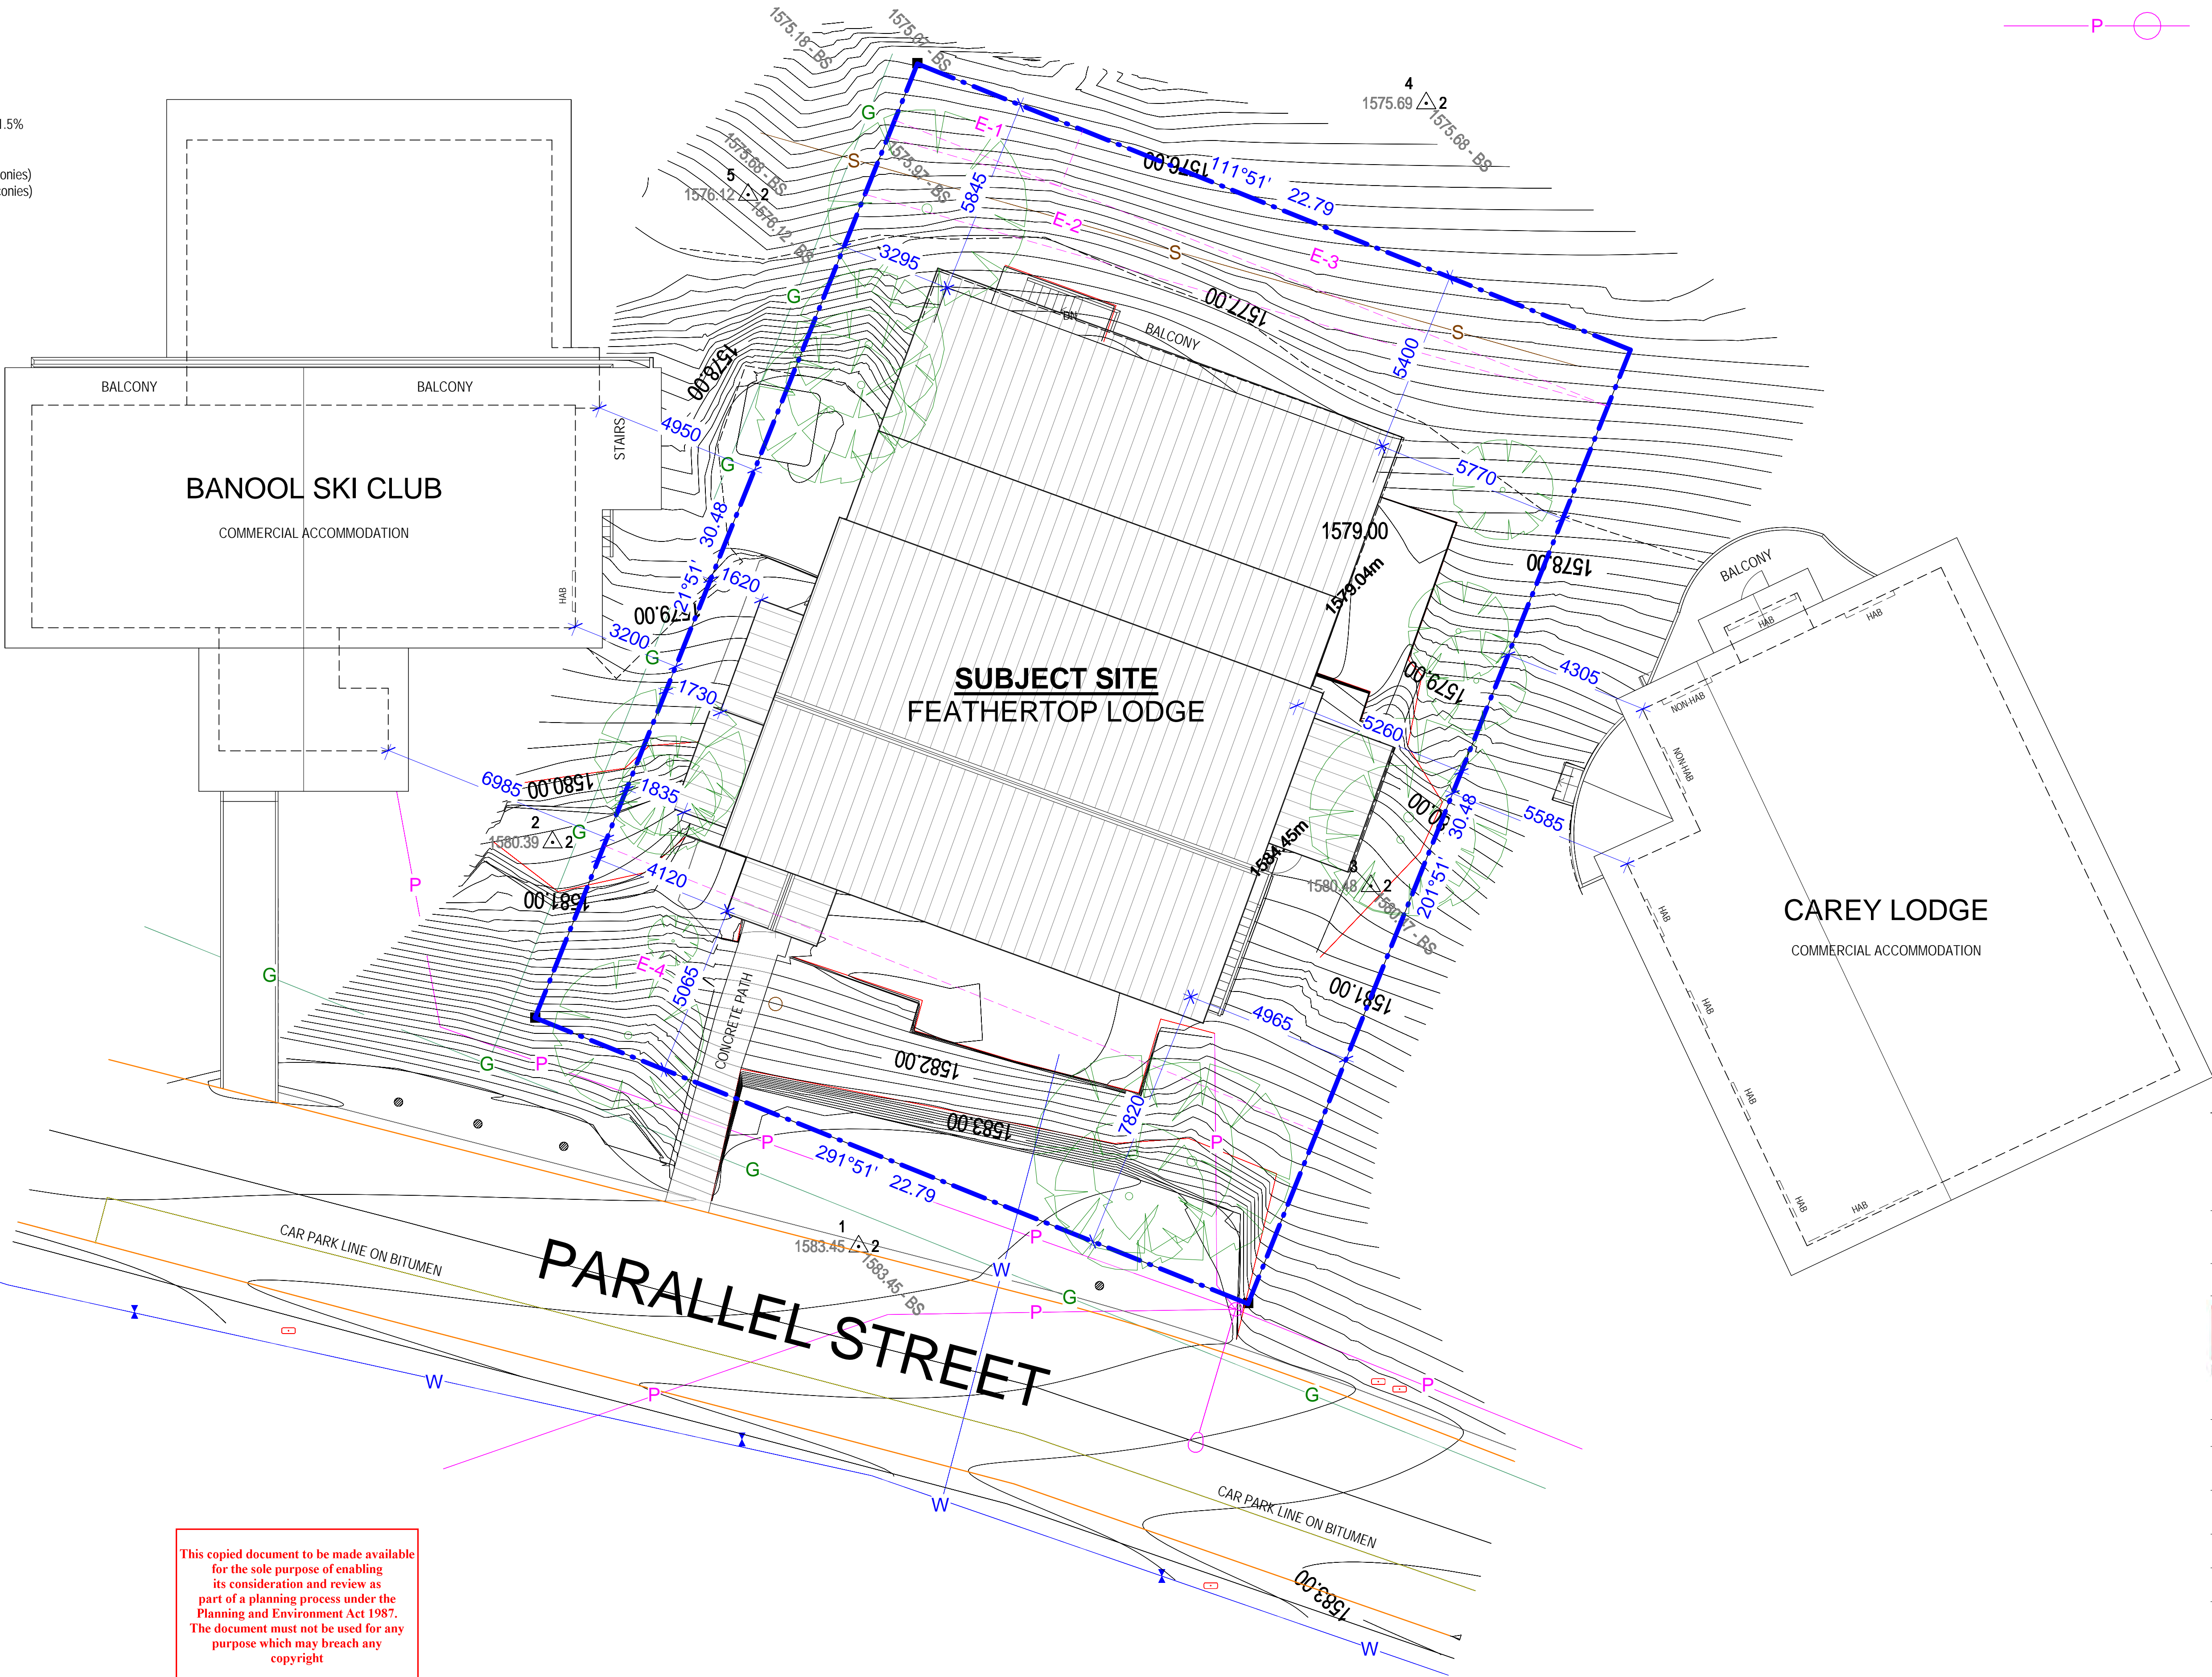 1.5%
onies)
conies)
P
1575.18 - BS
1575.07 - BS
4
1575.69
2
1575.68 - BS
G
E-1
1576.00
111°51' 22.79
S
1575.68 - BS
1575.97 - BS
5
1576.12
2
1576.12 - BS
5845
E-2
S
E-3
3295
G
1577.00
BN
BALCONY
S
5400
1578.00
BALCONY
BALCONY
STAIRS
4950
G
5770
BANOOL SKI CLUB
COMMERCIAL ACCOMMODATION
HAB
21°51' 30.48
1579.00
1579.04m
1578.00
BALCONY
HAB
HAB
1620
1579.00
3200
G
1730
SUBJECT SITE
FEATHERTOP LODGE
1579.00
4305
NON-HAB
NON-HAB
5260
6985
1580.00
1835
2
1580.39
2
G
201°51' 30.48
5585
1584.45m
3
1580.48
2
P
4120
1581.00
HAB
CAREY LODGE
COMMERCIAL ACCOMMODATION
G
E-4
5065
CONCRETE PATH
1581.00
4965
HAB
P
G
1582.00
7820
1583.00
HAB
P
G
P
291°51' 22.79
HAB
HAB
CAR PARK LINE ON BITUMEN
1
1583.45
2
1583.45 - BS
P
W
G
P
PARALLEL STREET
W
P
G
P
W
CAR PARK LINE ON BITUMEN
1583.00
W
This copied document to be made available
for the sole purpose of enabling
its consideration and review as
part of a planning process under the
Planning and Environment Act 1987.
The document must not be used for any
purpose which may breach any
copyright